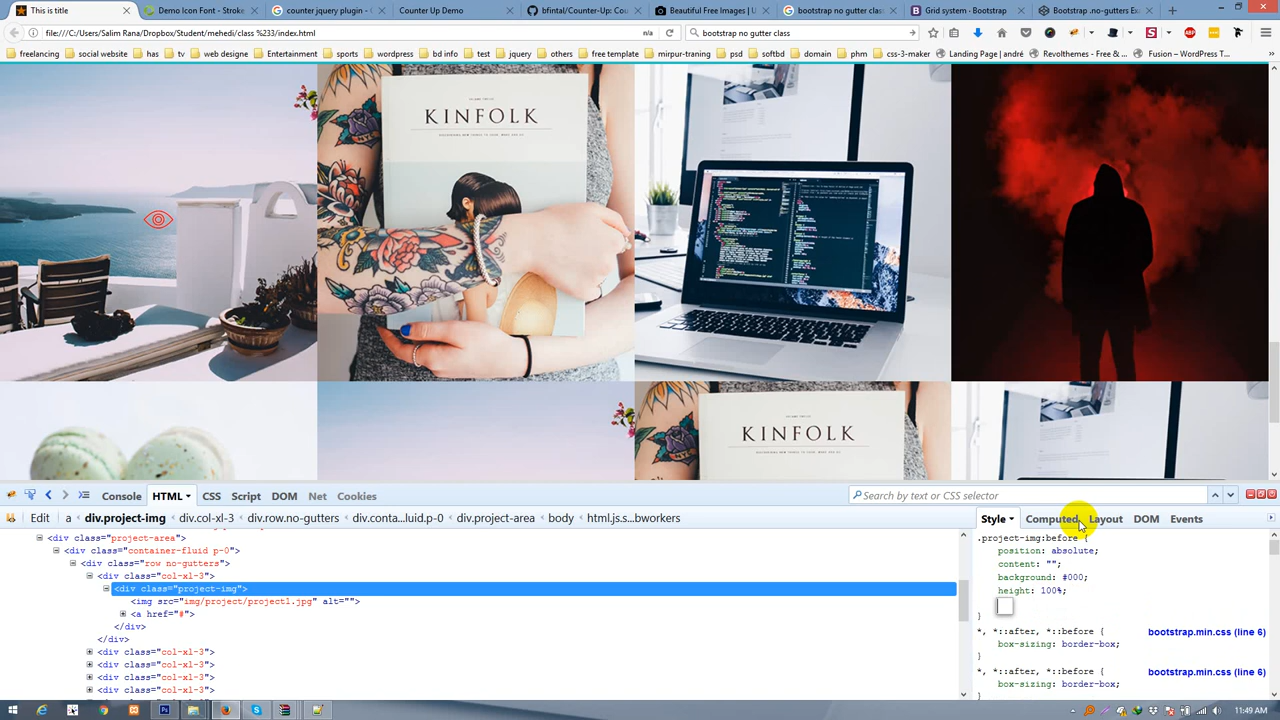 This is title
Demo Icon Font - Stroke
counter jquery plugin -
Counter Up Demo
bfintal/Counter-Up: Cou
Beautiful Free Images | U
bootstrap no gutter class
Grid system · Bootstrap
Bootstrap .no-gutters Ex
file:///C:/Users/Salim Rana/Dropbox/Student/mehedi/class %233/index.html
n/a
bootstrap no gutter class
freelancing
social website
has
tv
web designe
Entertainment
sports
wordpress
bd info
test
jquery
others
free template
mirpur-traning
psd
softbd
domain
phm
css-3-maker
Landing Page | andré
Revolthemes - Free & ...
Fusion – WordPress T...
KINFOLK
KINFOLK
Console
HTML
CSS
Script
DOM
Net
Cookies
Search by text or CSS selector
Edit
a
div.project-img
div.col-xl-3
div.row.no-gutters
div.conta...luid.p-0
div.project-area
body
html.js.s...bworkers
Style
Computed
Layout
DOM
Events
<div class="project-area">
<div class="container-fluid p-0">
<div class="row no-gutters">
<div class="col-xl-3">
<div class="project-img">
<img src="img/project/project1.jpg" alt="">
<a href="#">
</div>
</div>
<div class="col-xl-3">
<div class="col-xl-3">
<div class="col-xl-3">
<div class="col-xl-3">
.project-img:before {
position: absolute;
content: "";
background: #000;
height: 100%;
}
*, *::after, *::before {
bootstrap.min.css (line 6)
box-sizing: border-box;
}
*, *::after, *::before {
bootstrap.min.css (line 6)
box-sizing: border-box;
}
11:49 AM